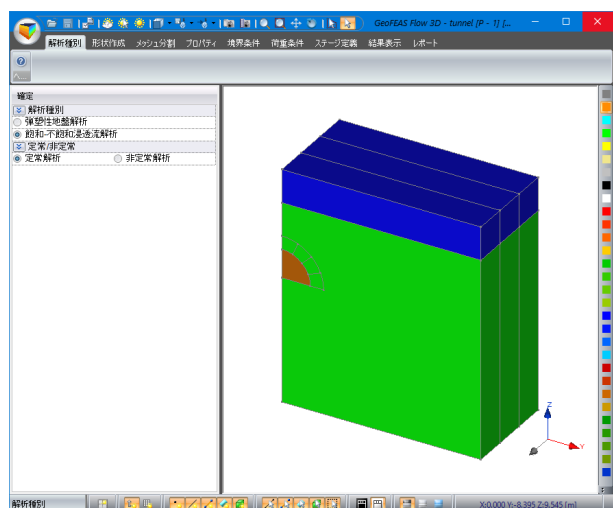 GeoFEAS Flow 3D - tunnel [P - 1] [...
解析種別 形状作成 メッシュ分割 プロパティ 境界条件 荷重条件 ステージ定義 結果表示 レポート
確定
解析種別
弾塑性地盤解析
飽和-不飽和浸透流解析
定常/非定常
定常解析 非定常解析
Z
Y
解析種別 X:0.000 Y:-8.395 Z:9.545 [m]